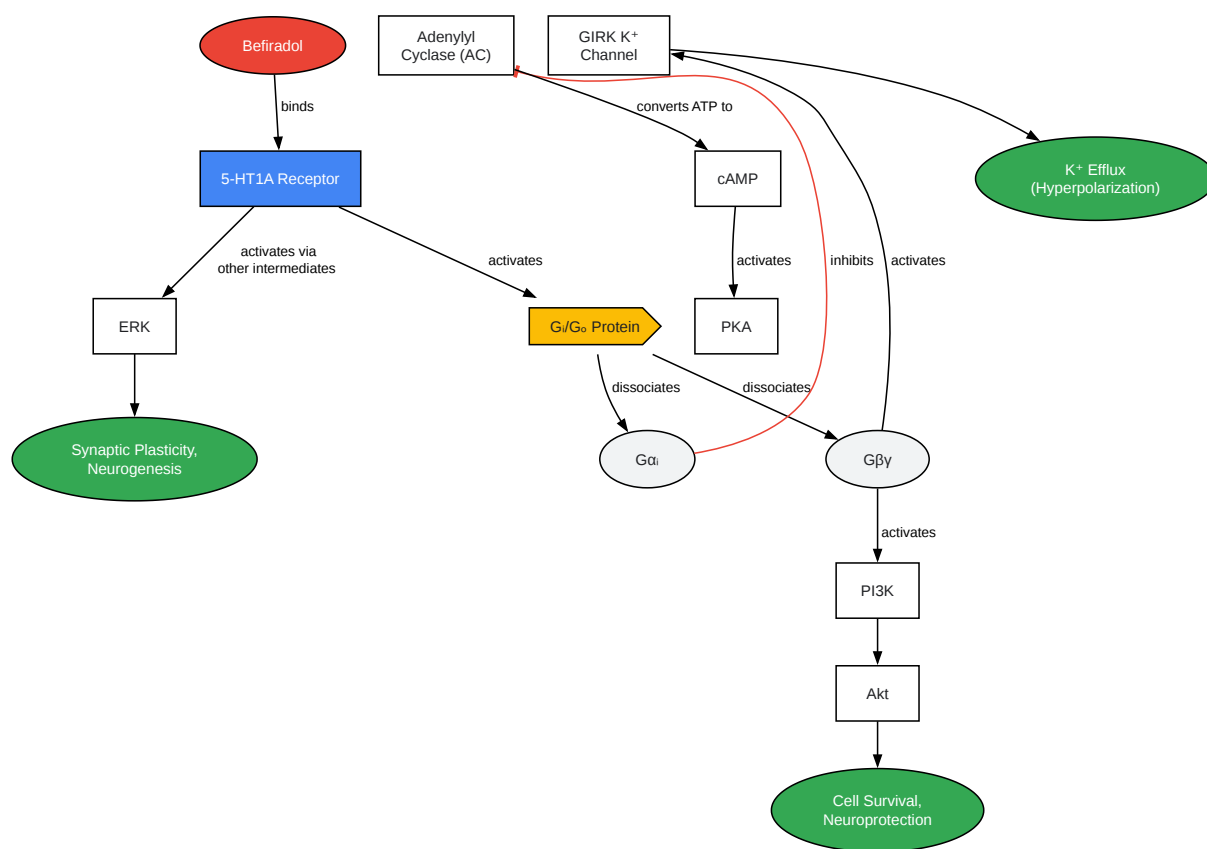 Befiradol
Adenylyl
Cyclase (AC)
GIRK K⁺
Channel
binds
converts ATP to
5-HT1A Receptor
cAMP
K⁺ Efflux
(Hyperpolarization)
activates via
other intermediates
activates
activates
inhibits
activates
ERK
Gᵢ/Gₒ Protein
PKA
dissociates
dissociates
Synaptic Plasticity,
Neurogenesis
Gαᵢ
Gβγ
activates
PI3K
Akt
Cell Survival,
Neuroprotection